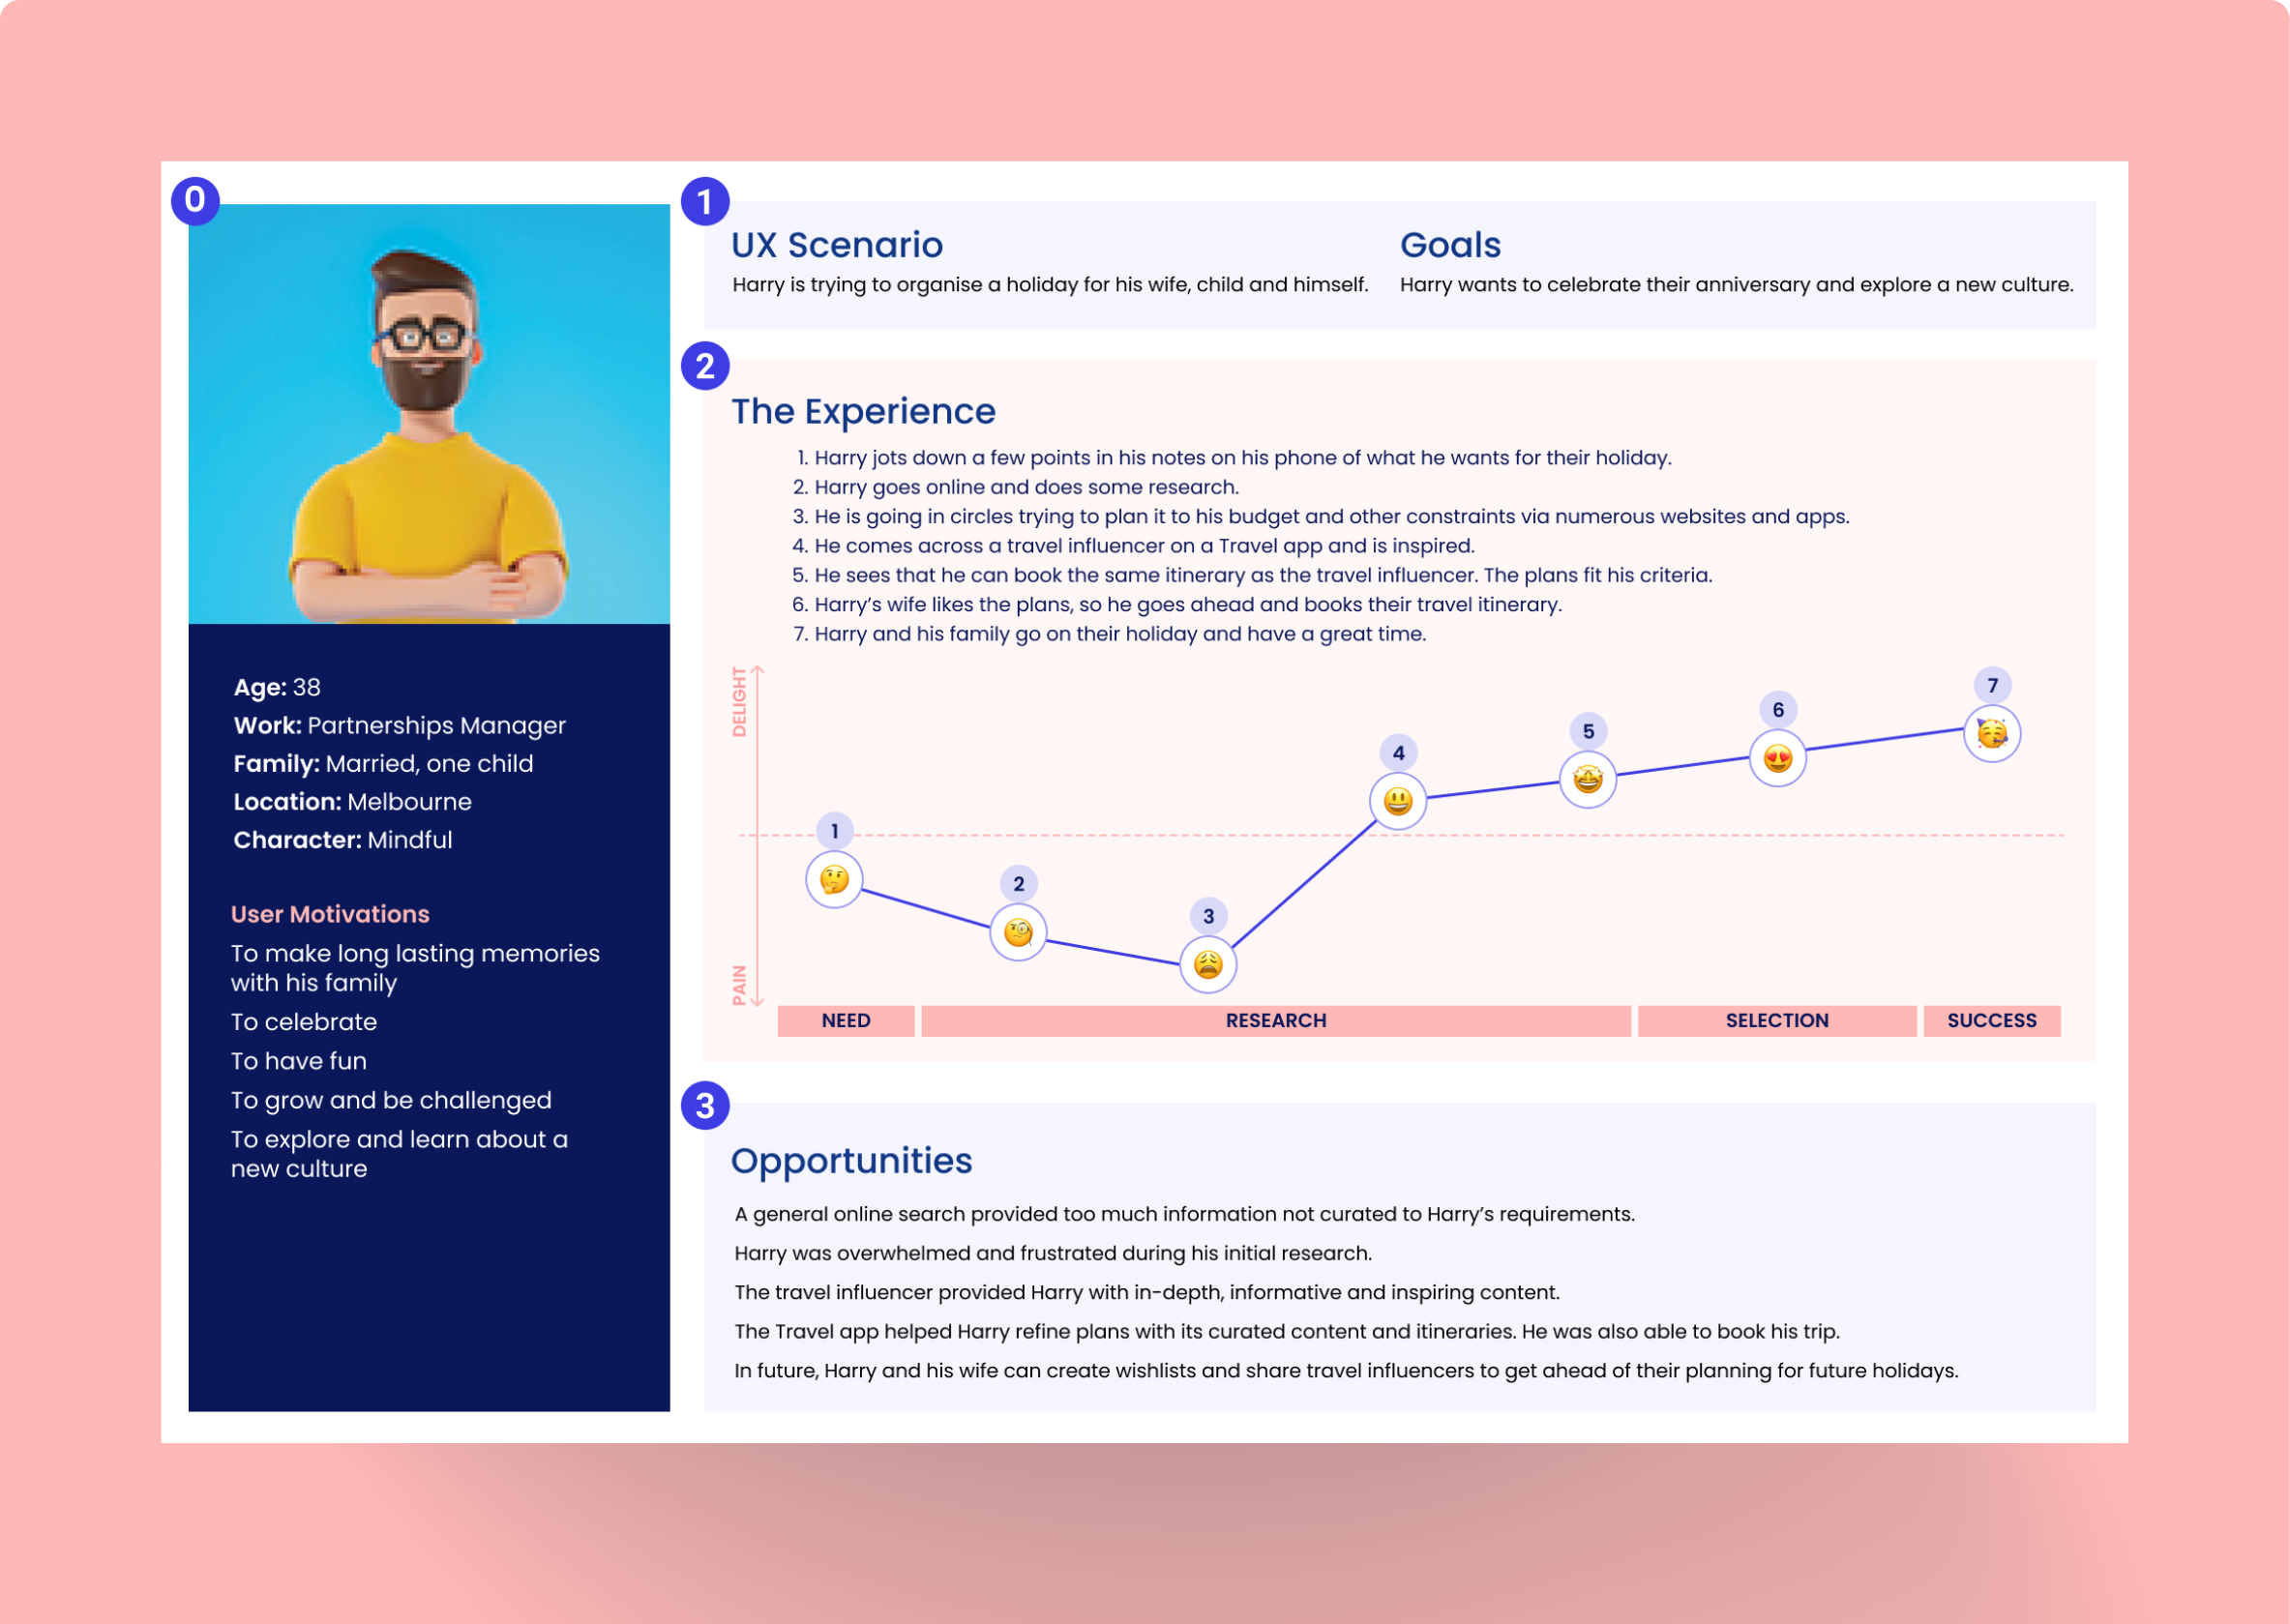 0
Age: 38
Work: Partnerships Manager
Family: Married, one child
Location: Melbourne
Character: Mindful
User Motivations
To make long lasting memories
with his family
To celebrate
To have fun
To grow and be challenged
To explore and learn about a
new culture
1
UX Scenario
Harry is trying to organise a holiday for his wife, child and himself.
Goals
Harry wants to celebrate their anniversary and explore a new culture.
2
The Experience
1. Harry jots down a few points in his notes on his phone of what he wants for their holiday.
2. Harry goes online and does some research.
3. He is going in circles trying to plan it to his budget and other constraints via numerous websites and apps.
4. He comes across a travel influencer on a Travel app and is inspired.
5. He sees that he can book the same itinerary as the travel influencer. The plans fit his criteria.
6. Harry’s wife likes the plans, so he goes ahead and books their travel itinerary.
7. Harry and his family go on their holiday and have a great time.
DELIGHT
PAIN
1
2
3
4
5
6
7
NEED
RESEARCH
SELECTION
SUCCESS
3
Opportunities
A general online search provided too much information not curated to Harry’s requirements.
Harry was overwhelmed and frustrated during his initial research.
The travel influencer provided Harry with in-depth, informative and inspiring content.
The Travel app helped Harry refine plans with its curated content and itineraries. He was also able to book his trip.
In future, Harry and his wife can create wishlists and share travel influencers to get ahead of their planning for future holidays.